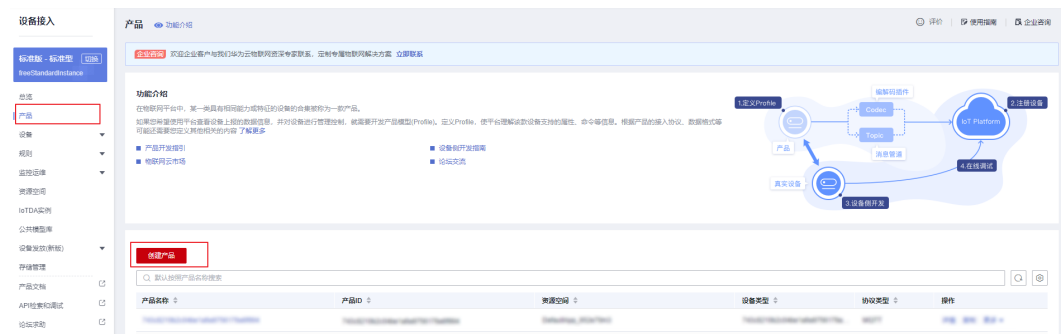 设备接入
产品
功能介绍
评价
使用指南
企业咨询
标准版 - 标准型
切换
freeStandardInstance
企业咨询 欢迎企业客户与我们华为云物联网资深专家联系，定制专属物联网解决方案 立即联系
总览
产品
设备
规则
监控运维
资源空间
IoTDA实例
公共模型库
设备发放(新版)
存储管理
产品文档
API检索和调试
论坛求助
功能介绍
在物联网平台中，某一类具有相同能力或特征的设备的合集被称为一款产品。
如果您希望使用平台查看设备上报的数据信息，并对设备进行管理控制，就需要开发产品模型(Profile)。定义Profile，使平台理解该款设备支持的属性、命令等信息。根据产品的接入协议、数据格式等
可能还需要您定义其他相关的内容 了解更多
产品开发指引
设备侧开发指南
物联网云市场
论坛交流
1.定义Profile
编解码插件
Codec
2.注册设备
IoT Platform
Topic
产品
消息管道
4.在线调试
真实设备
3.设备侧开发
创建产品
默认按照产品名称搜索
产品名称
产品ID
资源空间
设备类型
协议类型
操作